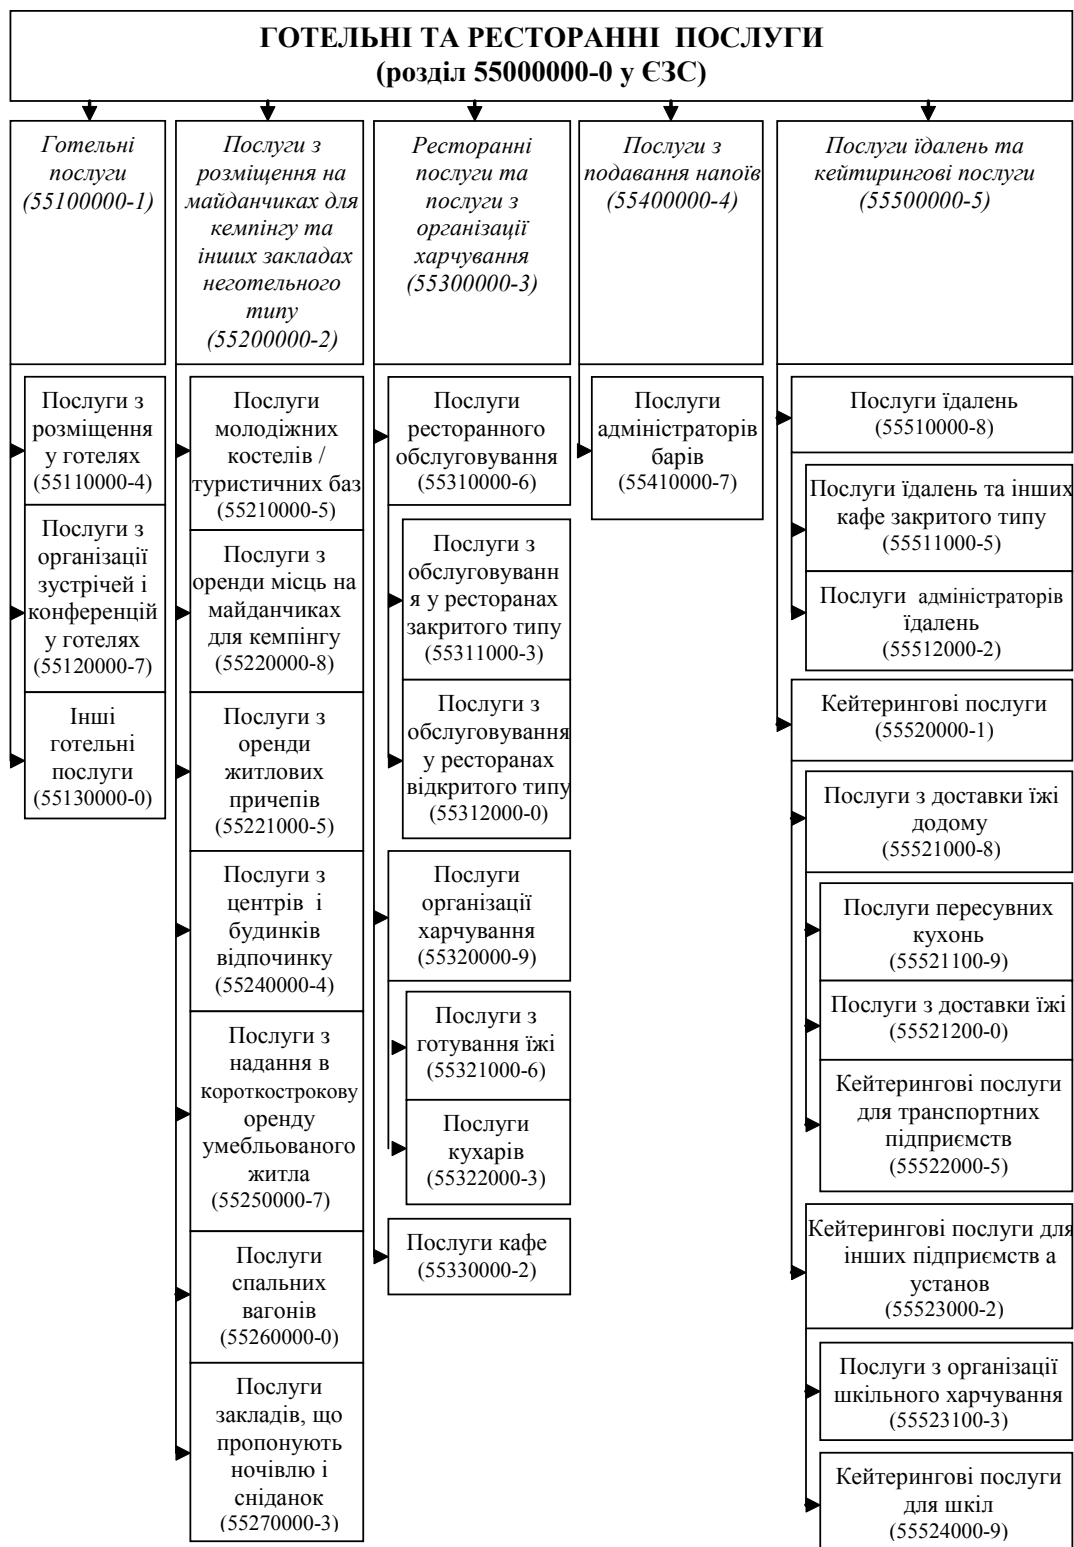 ГОТЕЛЬНІ ТА РЕСТОРАННІ ПОСЛУГИ
(розділ 55000000-0 у ЄЗС)
Готельні
послуги
(55100000-1)
Послуги з
розміщення на
майданчиках для
кемпінгу та
інших закладах
неготельного
типу
(55200000-2)
Ресторанні
послуги та
послуги з
організації
харчування
(55300000-3)
Послуги з
подавання напоїв
(55400000-4)
Послуги їдалень та
кейтирингові послуги
(55500000-5)
Послуги з
розміщення
у готелях
(55110000-4)
Послуги з
організації
зустрічей і
конференцій
у готелях
(55120000-7)
Інші
готельні
послуги
(55130000-0)
Послуги
молодіжних
костелів /
туристичних баз
(55210000-5)
Послуги з
оренди місць на
майданчиках
для кемпінгу
(55220000-8)
Послуги з
оренди
житлових
причепів
(55221000-5)
Послуги з
центрів і
будинків
відпочинку
(55240000-4)
Послуги з
надання в
короткострокову
оренду
умебльованого
житла
(55250000-7)
Послуги
спальних
вагонів
(55260000-0)
Послуги
закладів, що
пропонують
ночівлю і
сніданок
(55270000-3)
Послуги
ресторанного
обслуговування
(55310000-6)
Послуги з
обслуговуванн
я у ресторанах
закритого типу
(55311000-3)
Послуги з
обслуговування
у ресторанах
відкритого типу
(55312000-0)
Послуги
організації
харчування
(55320000-9)
Послуги з
готування їжі
(55321000-6)
Послуги
кухарів
(55322000-3)
Послуги кафе
(55330000-2)
Послуги
адміністраторів
барів
(55410000-7)
Послуги їдалень
(55510000-8)
Послуги їдалень та інших
кафе закритого типу
(55511000-5)
Послуги адміністраторів
їдалень
(55512000-2)
Кейтерингові послуги
(55520000-1)
Послуги з доставки їжі
додому
(55521000-8)
Послуги пересувних
кухонь
(55521100-9)
Послуги з доставки їжі
(55521200-0)
Кейтерингові послуги
для транспортних
підприємств
(55522000-5)
Кейтерингові послуги для
інших підприємств а
установ
(55523000-2)
Послуги з організації
шкільного харчування
(55523100-3)
Кейтерингові послуги
для шкіл
(55524000-9)